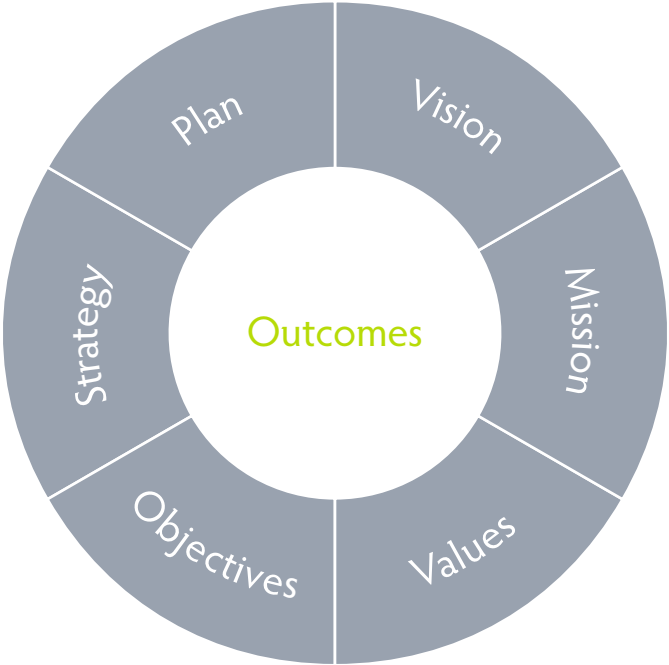 Vision
Mission
Values
Objectives
Strategy
Plan
Outcomes